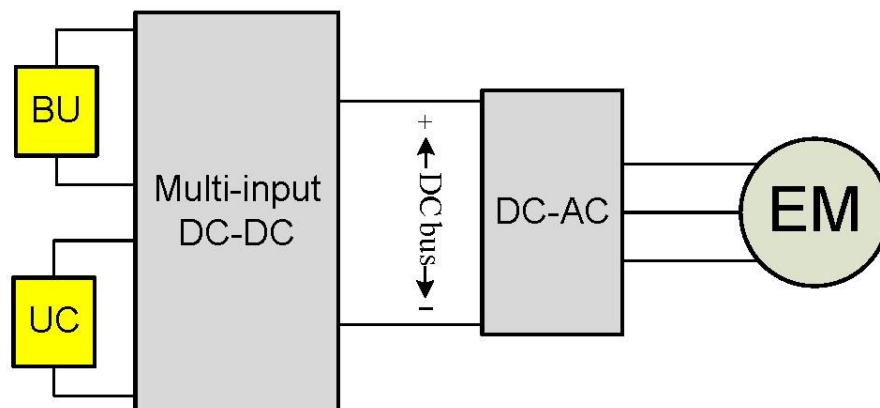 BU
UC
Multi-input
DC-DC
+
DC bus
-
DC-AC
EM